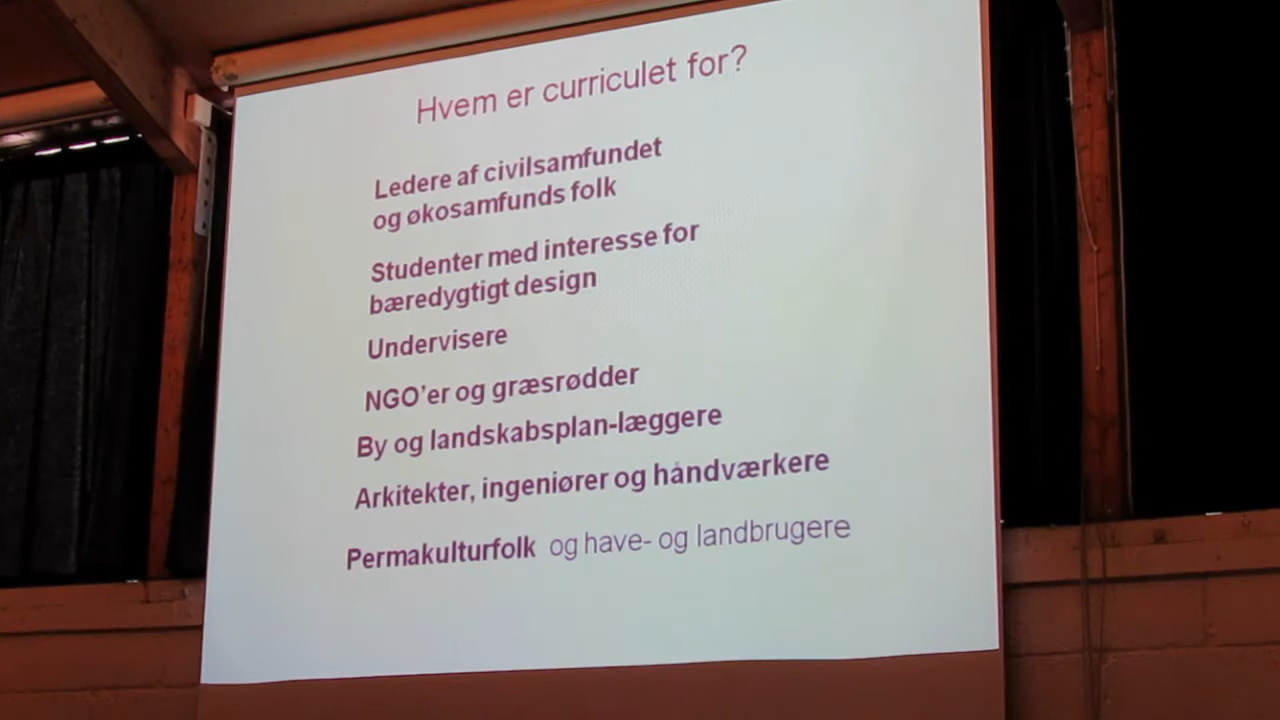 Hvem er curriculet for?
Ledere af civilsamfundet
og økosamfunds folk
Studenter med interesse for
bæredygtigt design
Undervisere
NGO'er og græsrødder
By og landskabsplan-læggere
Arkitekter, ingeniører og håndværkere
Permakulturfolk og have- og landbrugere